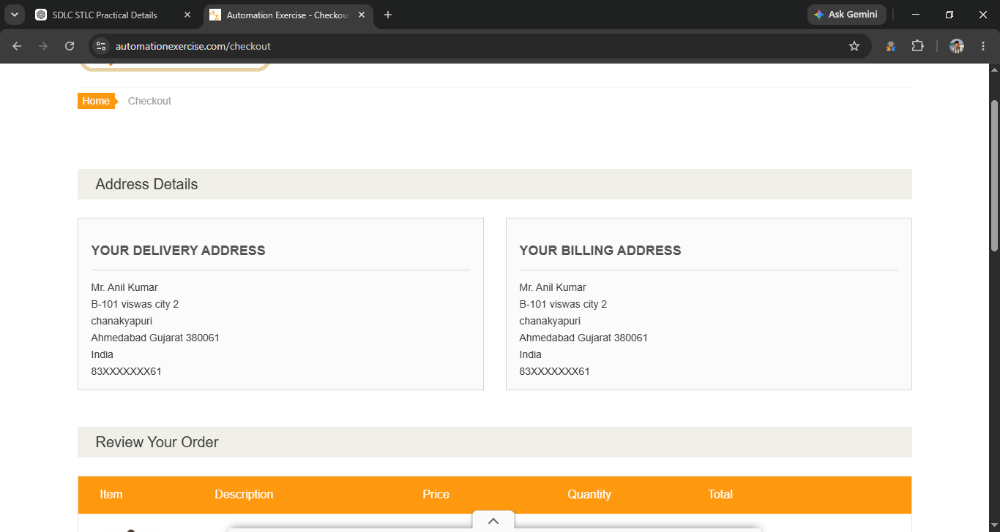 SDLC STLC Practical Details
Automation Exercise - Checkou
Ask Gemini
automationexercise.com/checkout
Home
Checkout
Address Details
YOUR DELIVERY ADDRESS
Mr. Anil Kumar
B-101 viswas city 2
chanakyapuri
Ahmedabad Gujarat 380061
India
83XXXXXXX61
YOUR BILLING ADDRESS
Mr. Anil Kumar
B-101 viswas city 2
chanakyapuri
Ahmedabad Gujarat 380061
India
83XXXXXXX61
Review Your Order
Item Description Price Quantity Total